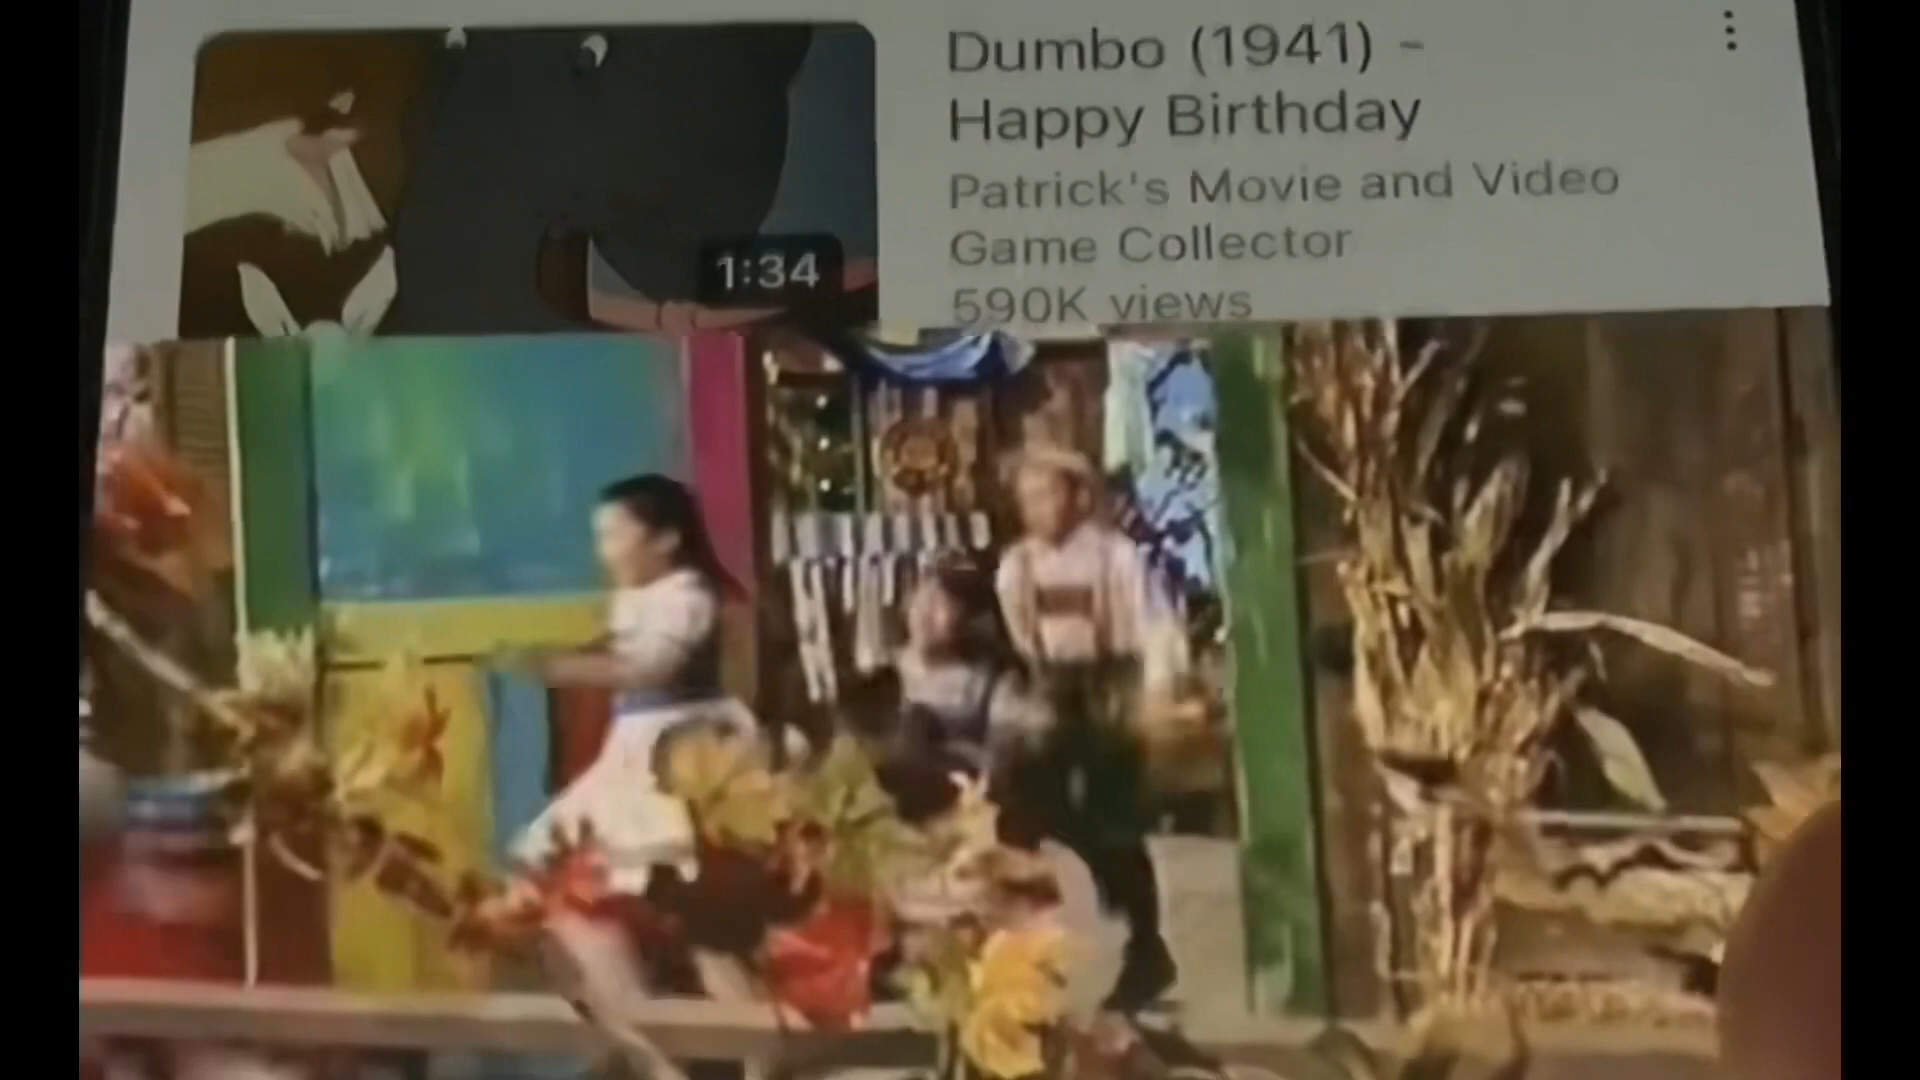 Dumbo (1941) -
Happy Birthday
Patrick's Movie and Video
Game Collector
590K views
1:34